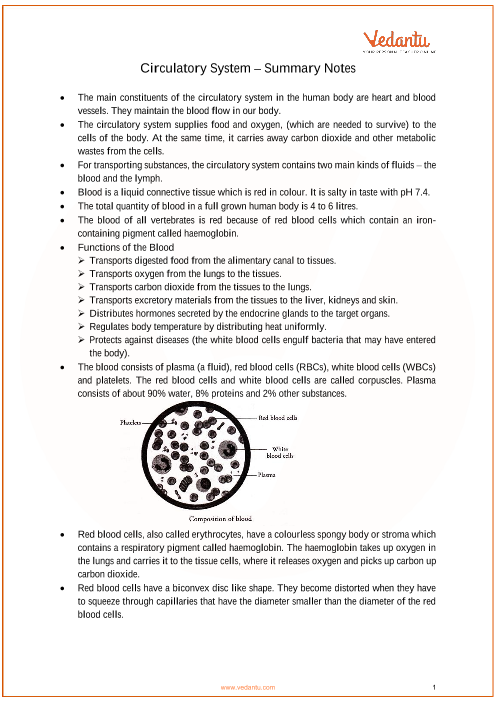 Vedantu
Circulatory System – Summary Notes
• The main constituents of the circulatory system in the human body are heart and blood
vessels. They maintain the blood flow in our body.
• The circulatory system supplies food and oxygen, (which are needed to survive) to the
cells of the body. At the same time, it carries away carbon dioxide and other metabolic
wastes from the cells.
• For transporting substances, the circulatory system contains two main kinds of fluids – the
blood and the lymph.
• Blood is a liquid connective tissue which is red in colour. It is salty in taste with pH 7.4.
• The total quantity of blood in a full grown human body is 4 to 6 litres.
• The blood of all vertebrates is red because of red blood cells which contain an iron-
containing pigment called haemoglobin.
• Functions of the Blood
➢ Transports digested food from the alimentary canal to tissues.
➢ Transports oxygen from the lungs to the tissues.
➢ Transports carbon dioxide from the tissues to the lungs.
➢ Transports excretory materials from the tissues to the liver, kidneys and skin.
➢ Distributes hormones secreted by the endocrine glands to the target organs.
➢ Regulates body temperature by distributing heat uniformly.
➢ Protects against diseases (the white blood cells engulf bacteria that may have entered
the body).
• The blood consists of plasma (a fluid), red blood cells (RBCs), white blood cells (WBCs)
and platelets. The red blood cells and white blood cells are called corpuscles. Plasma
consists of about 90% water, 8% proteins and 2% other substances.
Platelets
Red blood cells
White
blood cells
Plasma
Composition of blood
• Red blood cells, also called erythrocytes, have a colourless spongy body or stroma which
contains a respiratory pigment called haemoglobin. The haemoglobin takes up oxygen in
the lungs and carries it to the tissue cells, where it releases oxygen and picks up carbon up
carbon dioxide.
• Red blood cells have a biconvex disc like shape. They become distorted when they have
to squeeze through capillaries that have the diameter smaller than the diameter of the red
blood cells.
www.vedantu.com
1